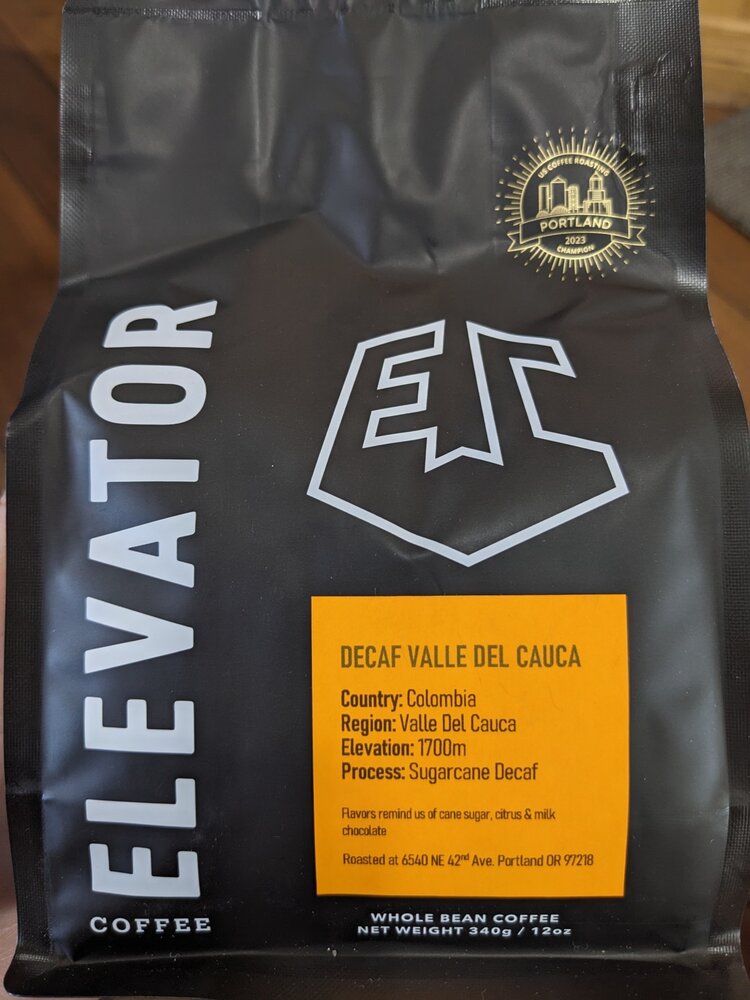 US COFFEE ROASTING
PORTLAND
2023
CHAMPION
ELEVATOR
COFFEE
EC
DECAF VALLE DEL CAUCA
Country: Colombia
Region: Valle Del Cauca
Elevation: 1700m
Process: Sugarcane Decaf
Flavors remind us of cane sugar, citrus & milk
chocolate
Roasted at 6540 NE 42nd Ave. Portland OR 97218
WHOLE BEAN COFFEE
NET WEIGHT 340g / 12oz